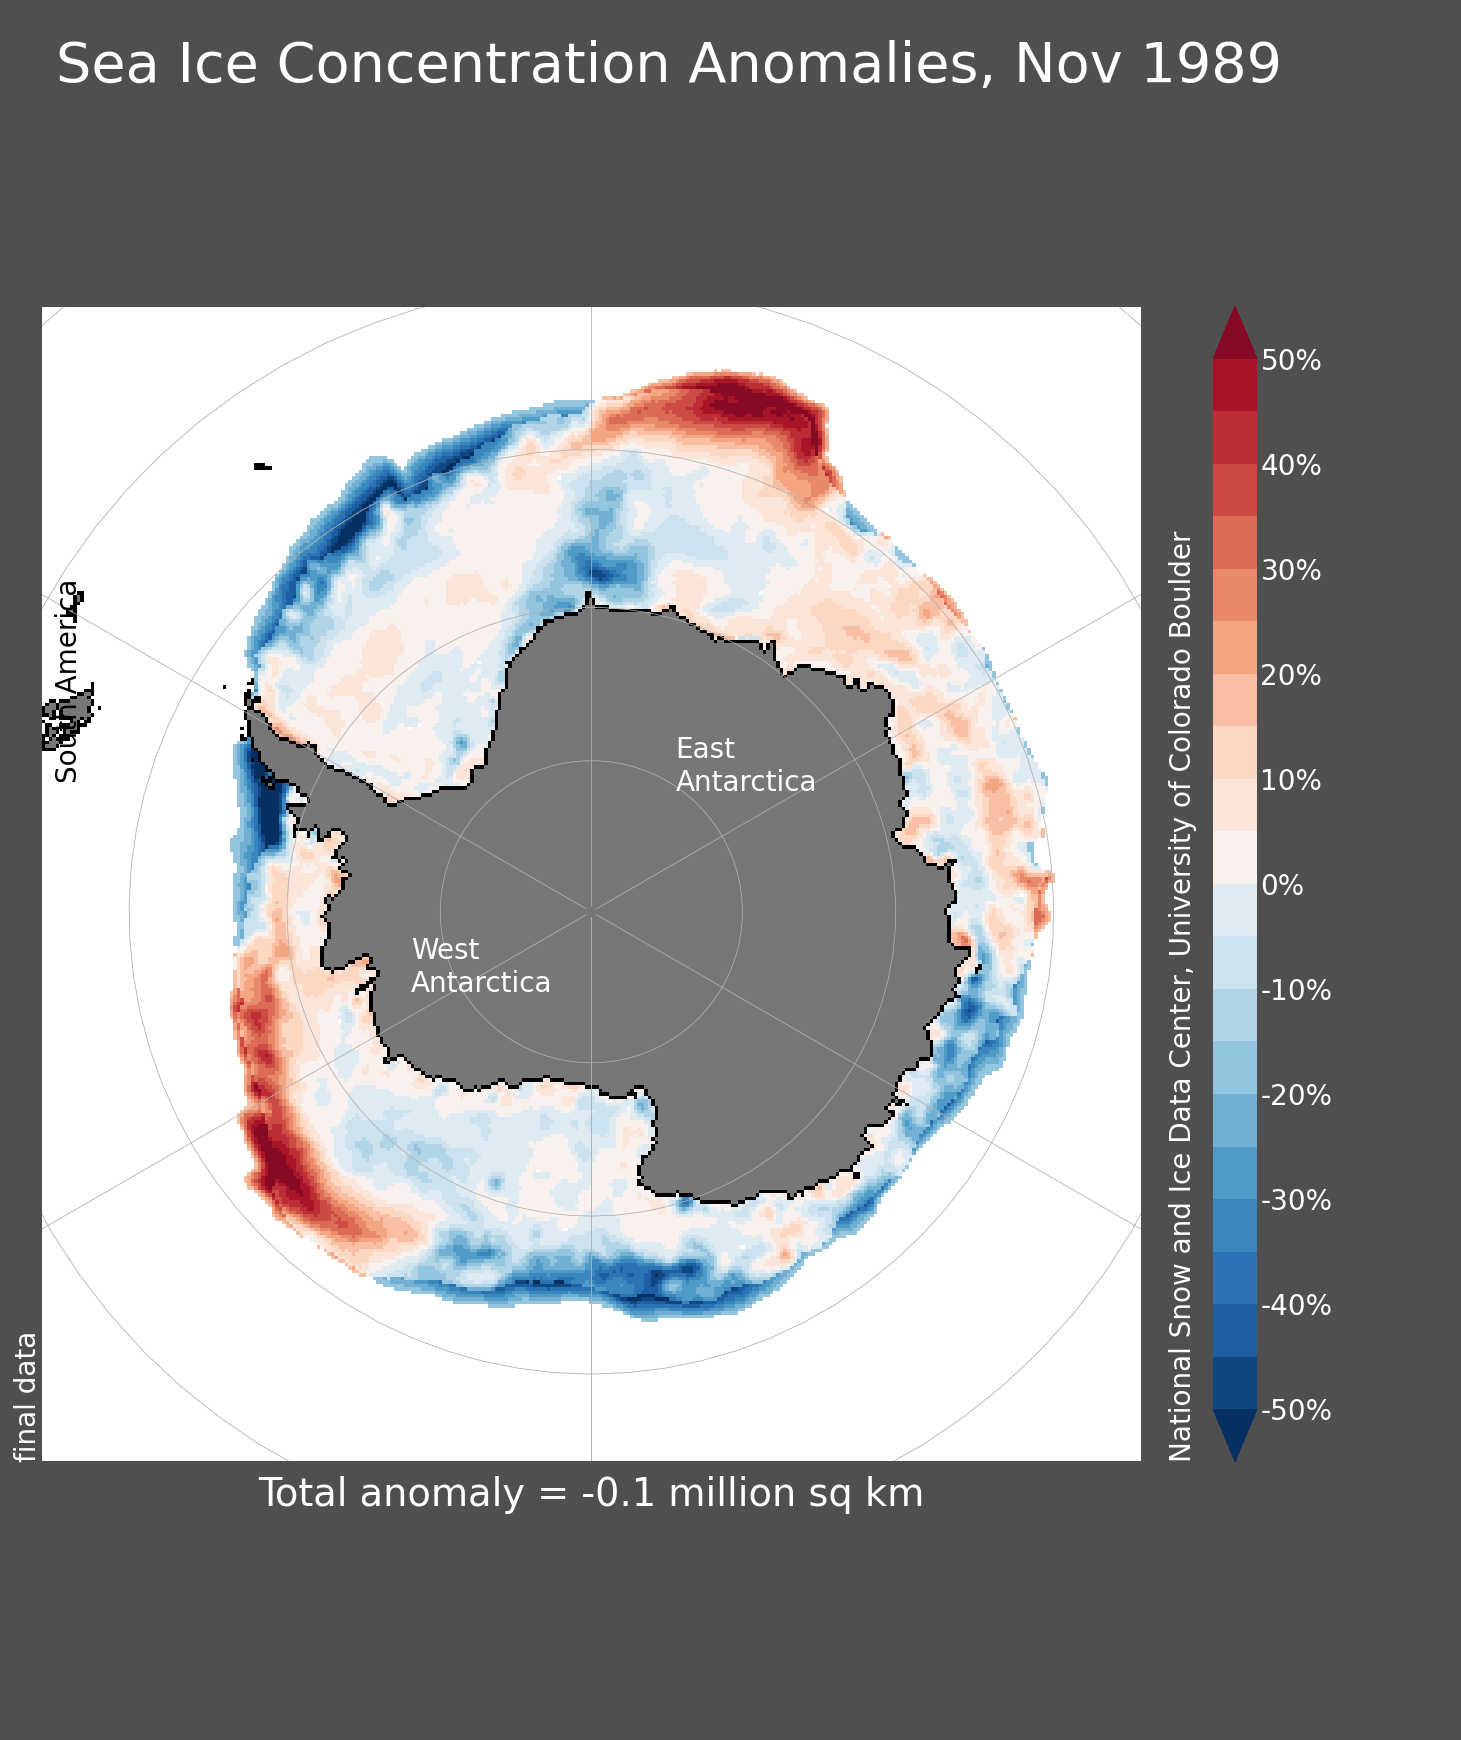 Sea Ice Concentration Anomalies, Nov 1989
South America
East
Antarctica
West
Antarctica
final data
National Snow and Ice Data Center, University of Colorado Boulder
50%
40%
30%
20%
10%
0%
-10%
-20%
-30%
-40%
-50%
Total anomaly = -0.1 million sq km